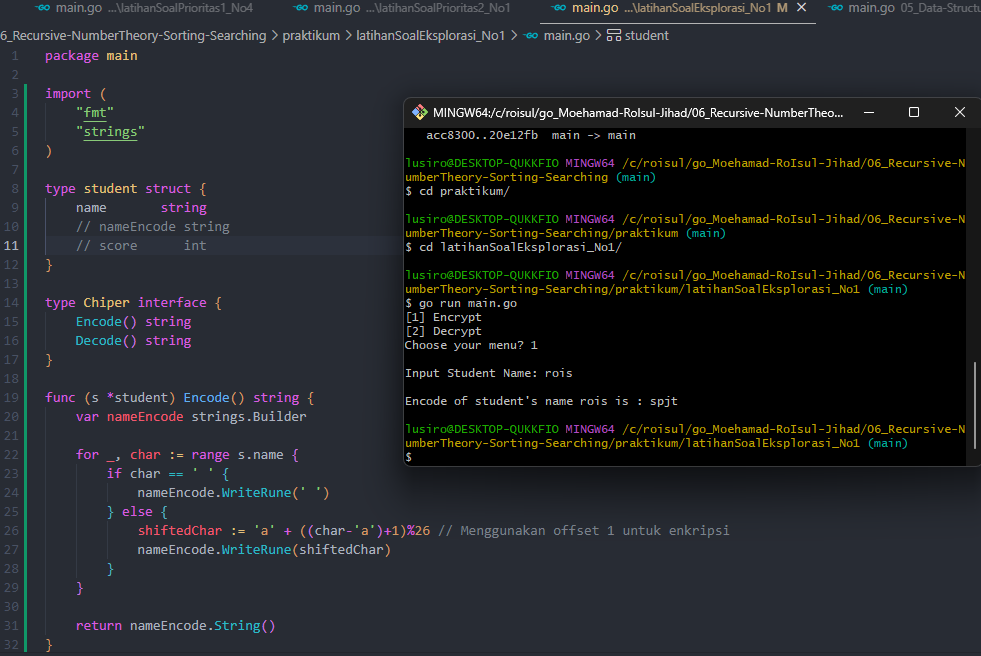 main.go ...\latihanSoalPrioritas1_No4 main.go ...\latihanSoalPrioritas2_No1 main.go ...\latihanSoalEksplorasi_No1 M main.go 05_Data-Structu
6_Recursive-NumberTheory-Sorting-Searching > praktikum > latihanSoalEksplorasi_No1 > main.go > student
1 package main
2
3 import (
4 "fmt"
5 "strings"
6 )
7
8 type student struct {
9 name string
10 // nameEncode string
11 // score int
12 }
13
14 type Chiper interface {
15 Encode() string
16 Decode() string
17 }
18
19 func (s *student) Encode() string {
20 var nameEncode strings.Builder
21
22 for _, char := range s.name {
23 if char == ' ' {
24 nameEncode.WriteRune(' ')
25 } else {
26 shiftedChar := 'a' + ((char-'a')+1)%26 // Menggunakan offset 1 untuk enkripsi
27 nameEncode.WriteRune(shiftedChar)
28 }
29 }
30
31 return nameEncode.String()
32 }
MINGW64:/c/roisul/go_Moehamad-RoIsul-Jihad/06_Recursive-NumberTheo...
acc8300..20e12fb main -> main
lusiro@DESKTOP-QUKKFIO MINGW64 /c/roisul/go_Moehamad-RoIsul-Jihad/06_Recursive-N
umberTheory-Sorting-Searching (main)
$ cd praktikum/
lusiro@DESKTOP-QUKKFIO MINGW64 /c/roisul/go_Moehamad-RoIsul-Jihad/06_Recursive-N
umberTheory-Sorting-Searching/praktikum (main)
$ cd latihanSoalEksplorasi_No1/
lusiro@DESKTOP-QUKKFIO MINGW64 /c/roisul/go_Moehamad-RoIsul-Jihad/06_Recursive-N
umberTheory-Sorting-Searching/praktikum/latihanSoalEksplorasi_No1 (main)
$ go run main.go
[1] Encrypt
[2] Decrypt
Choose your menu? 1
Input Student Name: rois
Encode of student's name rois is : spjt
lusiro@DESKTOP-QUKKFIO MINGW64 /c/roisul/go_Moehamad-RoIsul-Jihad/06_Recursive-N
umberTheory-Sorting-Searching/praktikum/latihanSoalEksplorasi_No1 (main)
$